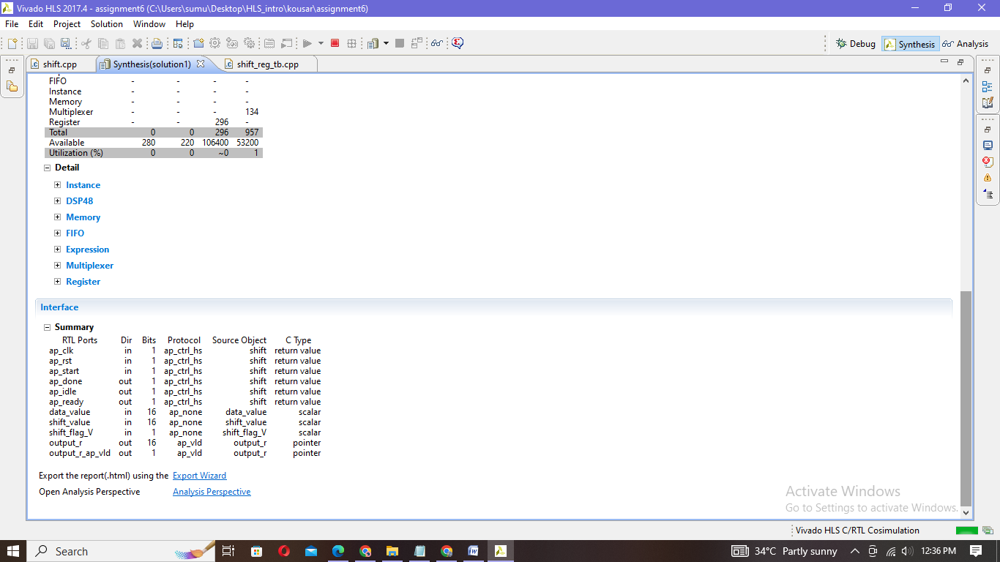 Vivado HLS 2017.4 - assignment6 (C:\Users\sumu\Desktop\HLS_intro\kousar\assignment6)
File Edit Project Solution Window Help
Debug Synthesis Analysis
shift.cpp Synthesis(solution1) shift_reg_tb.cpp
FIFO - - - -
Instance - - - -
Memory - - - -
Multiplexer - - - 134
Register - - 296 -
Total 0 0 296 957
Available 280 220 106400 53200
Utilization (%) 0 0 ~0 1
Detail
Instance
DSP48
Memory
FIFO
Expression
Multiplexer
Register
Interface
Summary
RTL Ports Dir Bits Protocol Source Object C Type
ap_clk in 1 ap_ctrl_hs shift return value
ap_rst in 1 ap_ctrl_hs shift return value
ap_start in 1 ap_ctrl_hs shift return value
ap_done out 1 ap_ctrl_hs shift return value
ap_idle out 1 ap_ctrl_hs shift return value
ap_ready out 1 ap_ctrl_hs shift return value
data_value in 16 ap_none data_value scalar
shift_value in 16 ap_none shift_value scalar
shift_flag_V in 1 ap_none shift_flag_V scalar
output_r out 16 ap_vld output_r pointer
output_r_ap_vld out 1 ap_vld output_r pointer
Export the report(.html) using the Export Wizard
Open Analysis Perspective Analysis Perspective
Activate Windows
Go to Settings to activate Windows.
Vivado HLS C/RTL Cosimulation
Search
34°C Partly sunny
12:36 PM